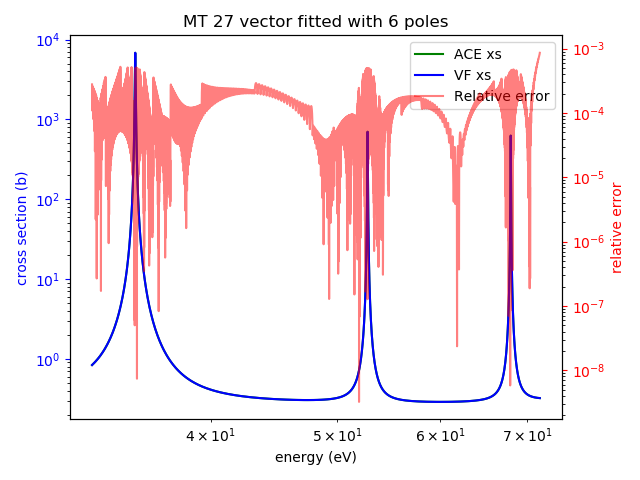 MT 27 vector fitted with 6 poles
ACE xs
VF xs
Relative error
10⁴
10³
10²
10¹
10⁰
cross section (b)
10⁻³
10⁻⁴
10⁻⁵
10⁻⁶
10⁻⁷
10⁻⁸
relative error
4 × 10¹
5 × 10¹
6 × 10¹
7 × 10¹
energy (eV)